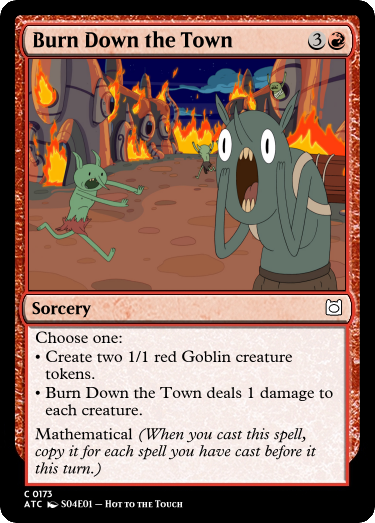 Burn Down the Town 3
Sorcery
Choose one:
• Create two 1/1 red Goblin creature
tokens.
• Burn Down the Town deals 1 damage to
each creature.
Mathematical (When you cast this spell,
copy it for each spell you have cast before it
this turn.)
C 0173
ATC S04E01 – Hot to the Touch